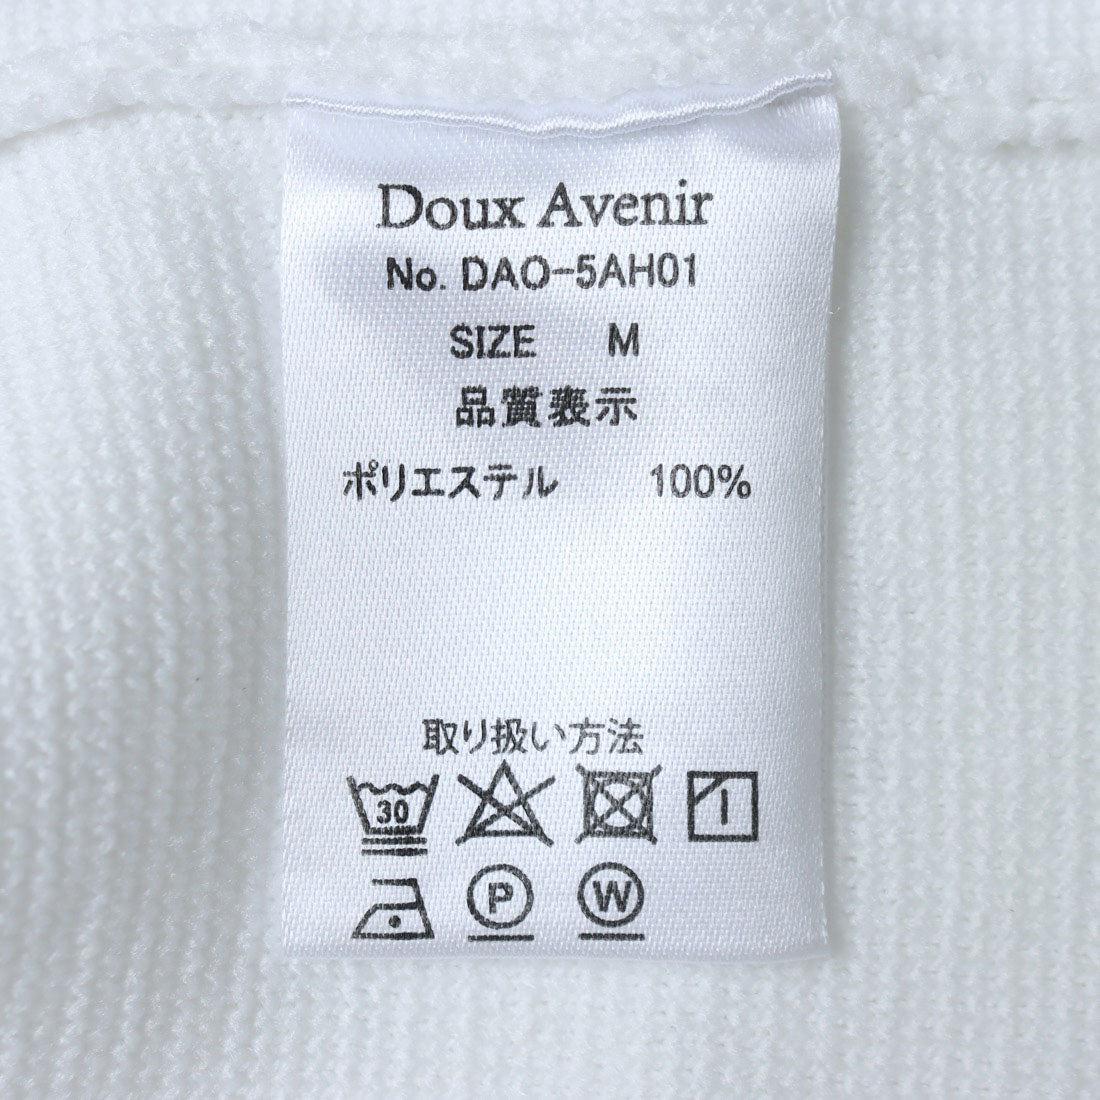 Doux Avenir
No. DAO-5AH01
SIZE M
品質表示
ポリエステル 100%
取り扱い方法
30
P W